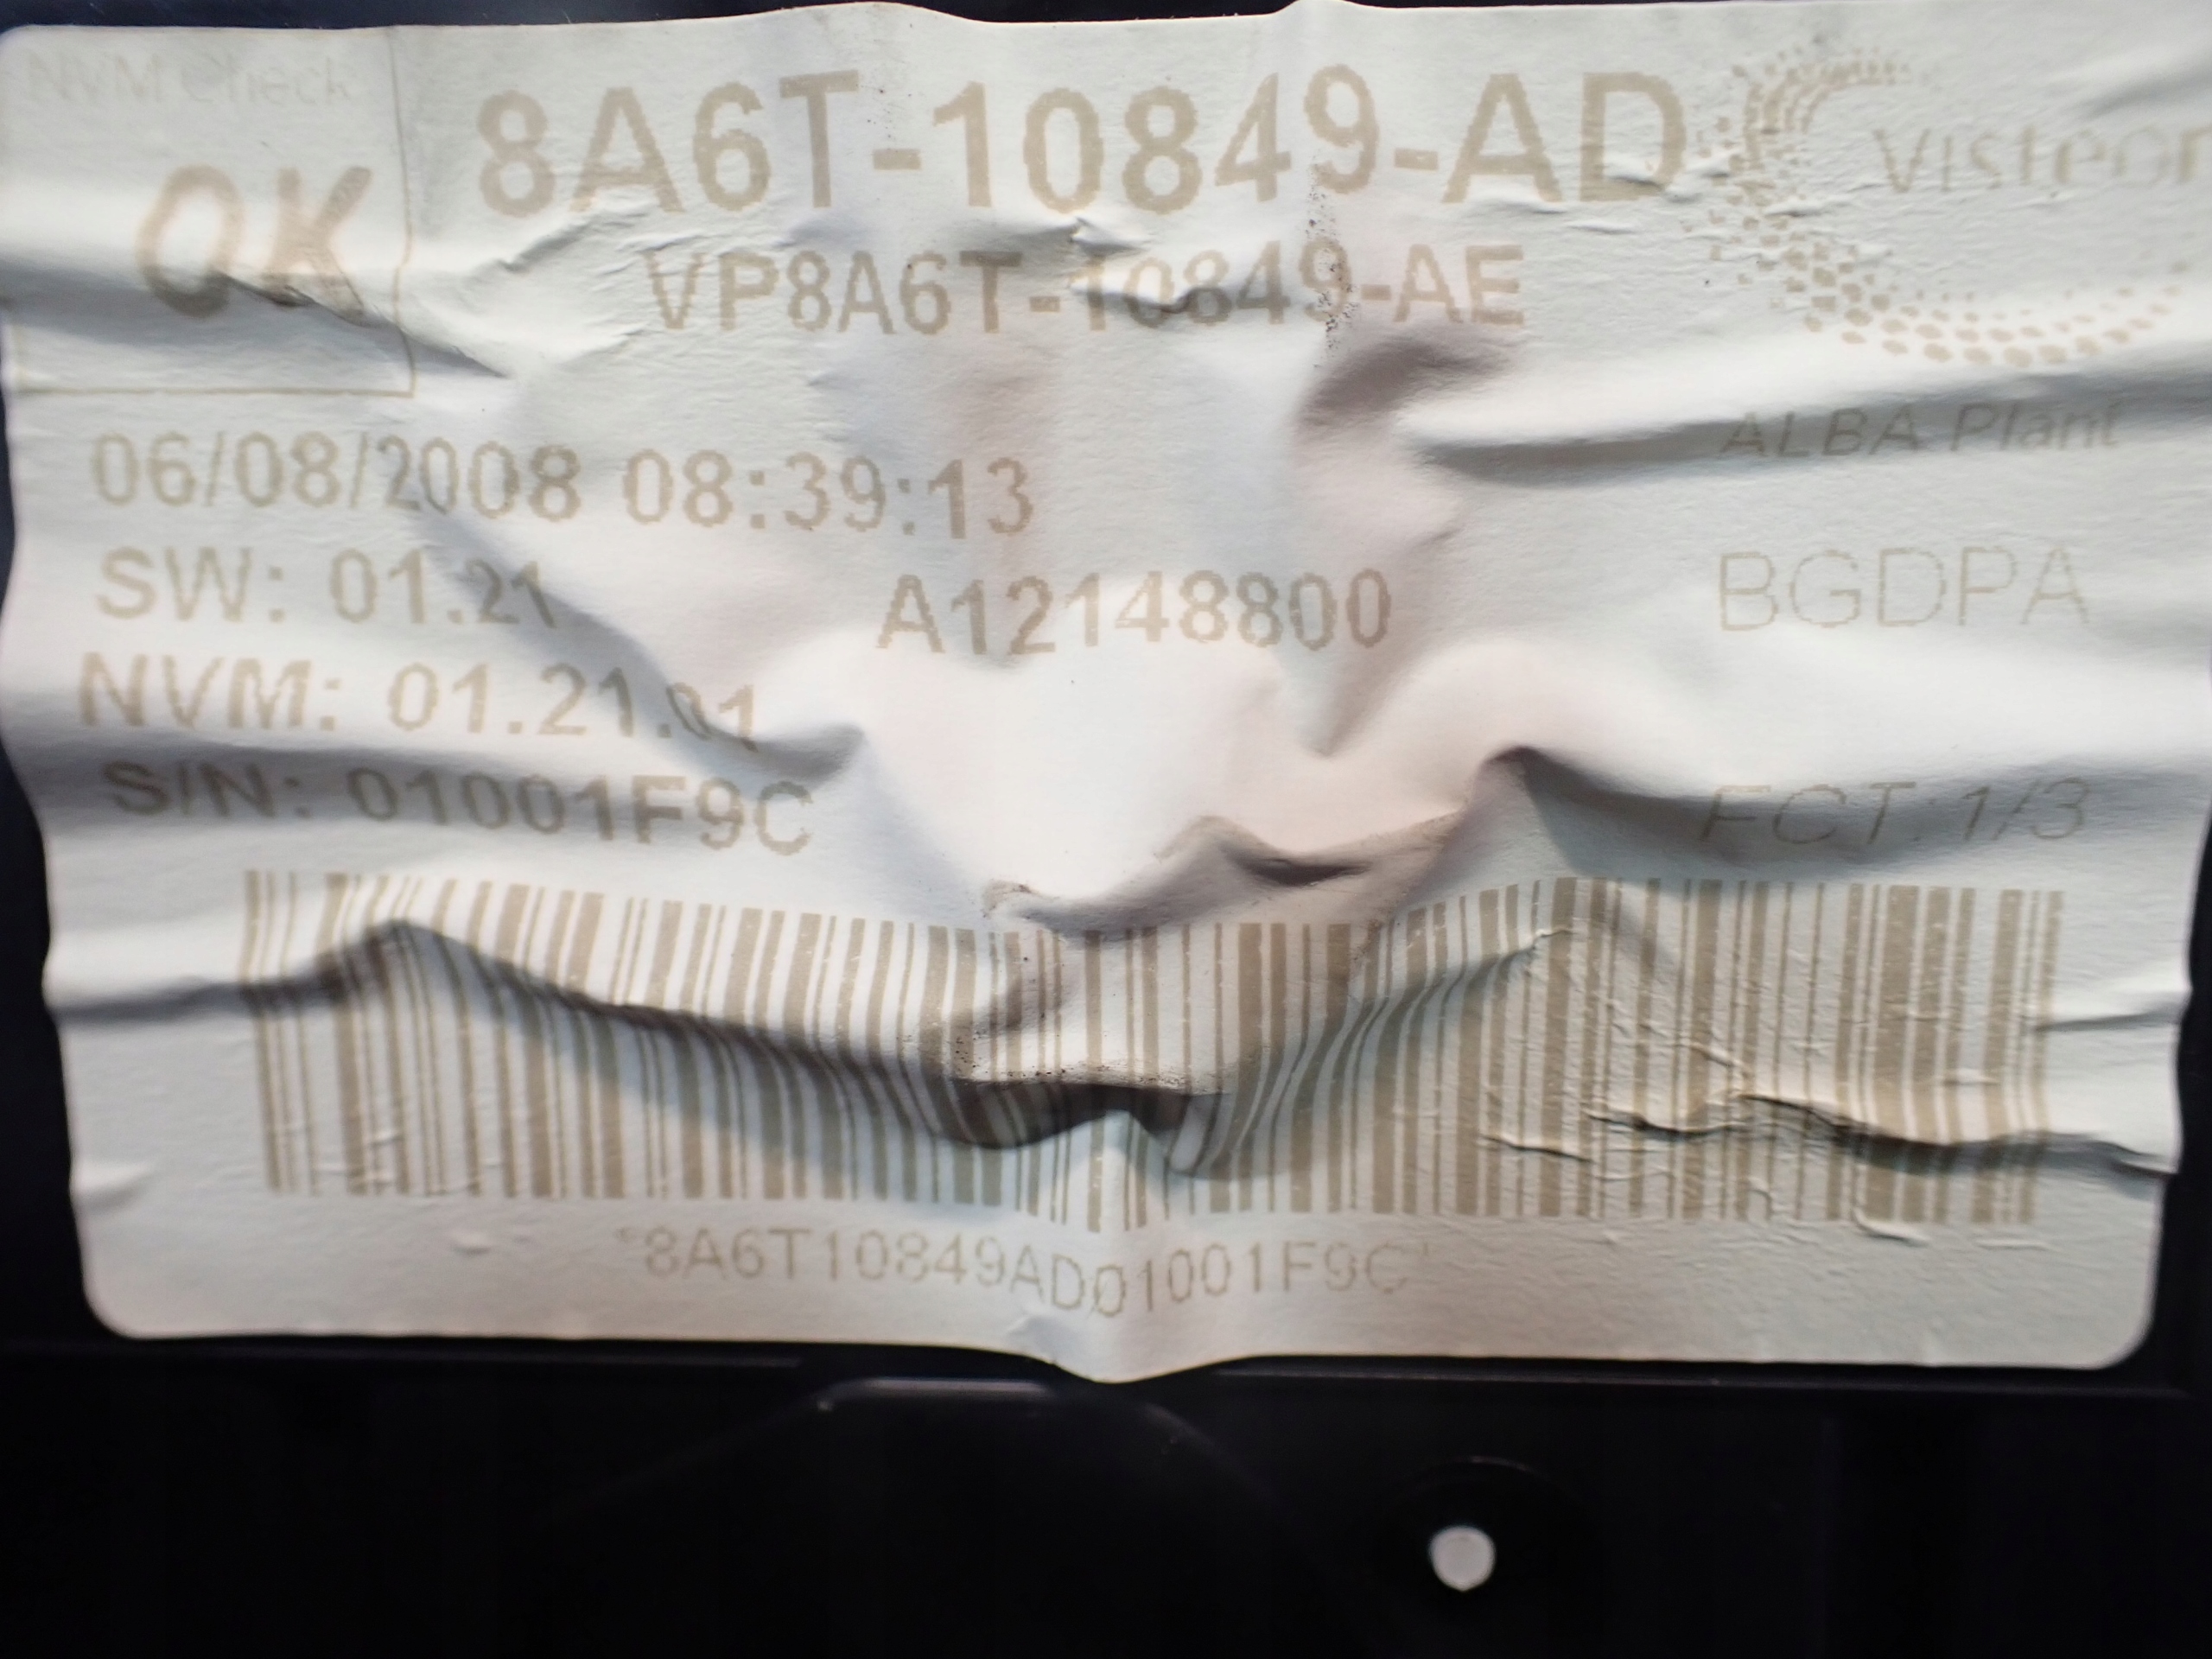 NVM Check
OK
8A6T-10849-AD
VP8A6T-10849-AE
Visteon
ALBA Plant
06/08/2008 08:39:13
SW: 01.21
A12148800
BGDPA
NVM: 01.21.01
S/N: 01001F9C
FCT: 1/3
*8A6T10849AD01001F9C*